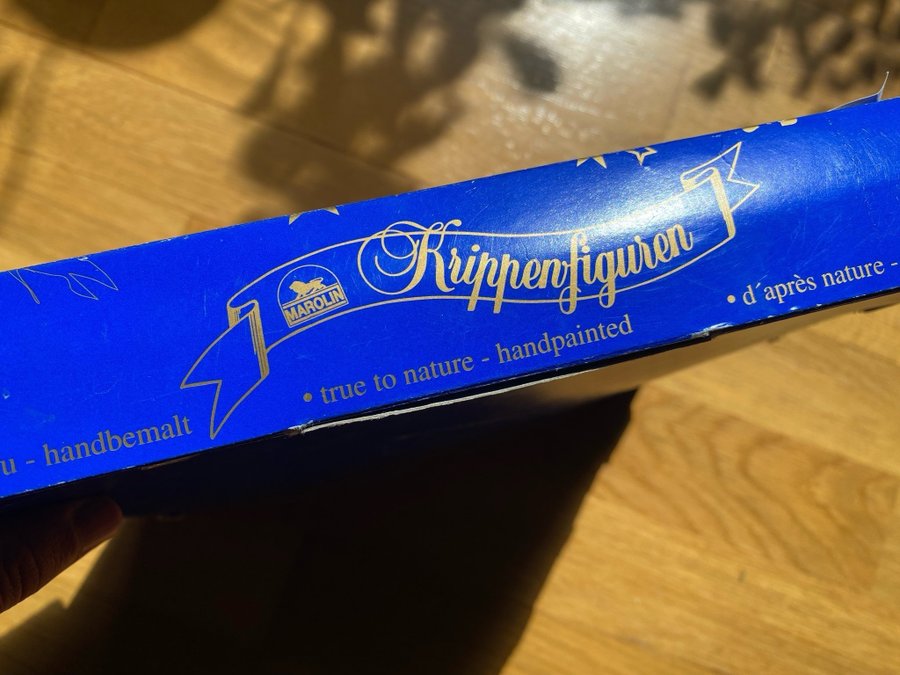 MAROLIN
Krippenfiguren
u - handbemalt • true to nature - handpainted • d´après nature -